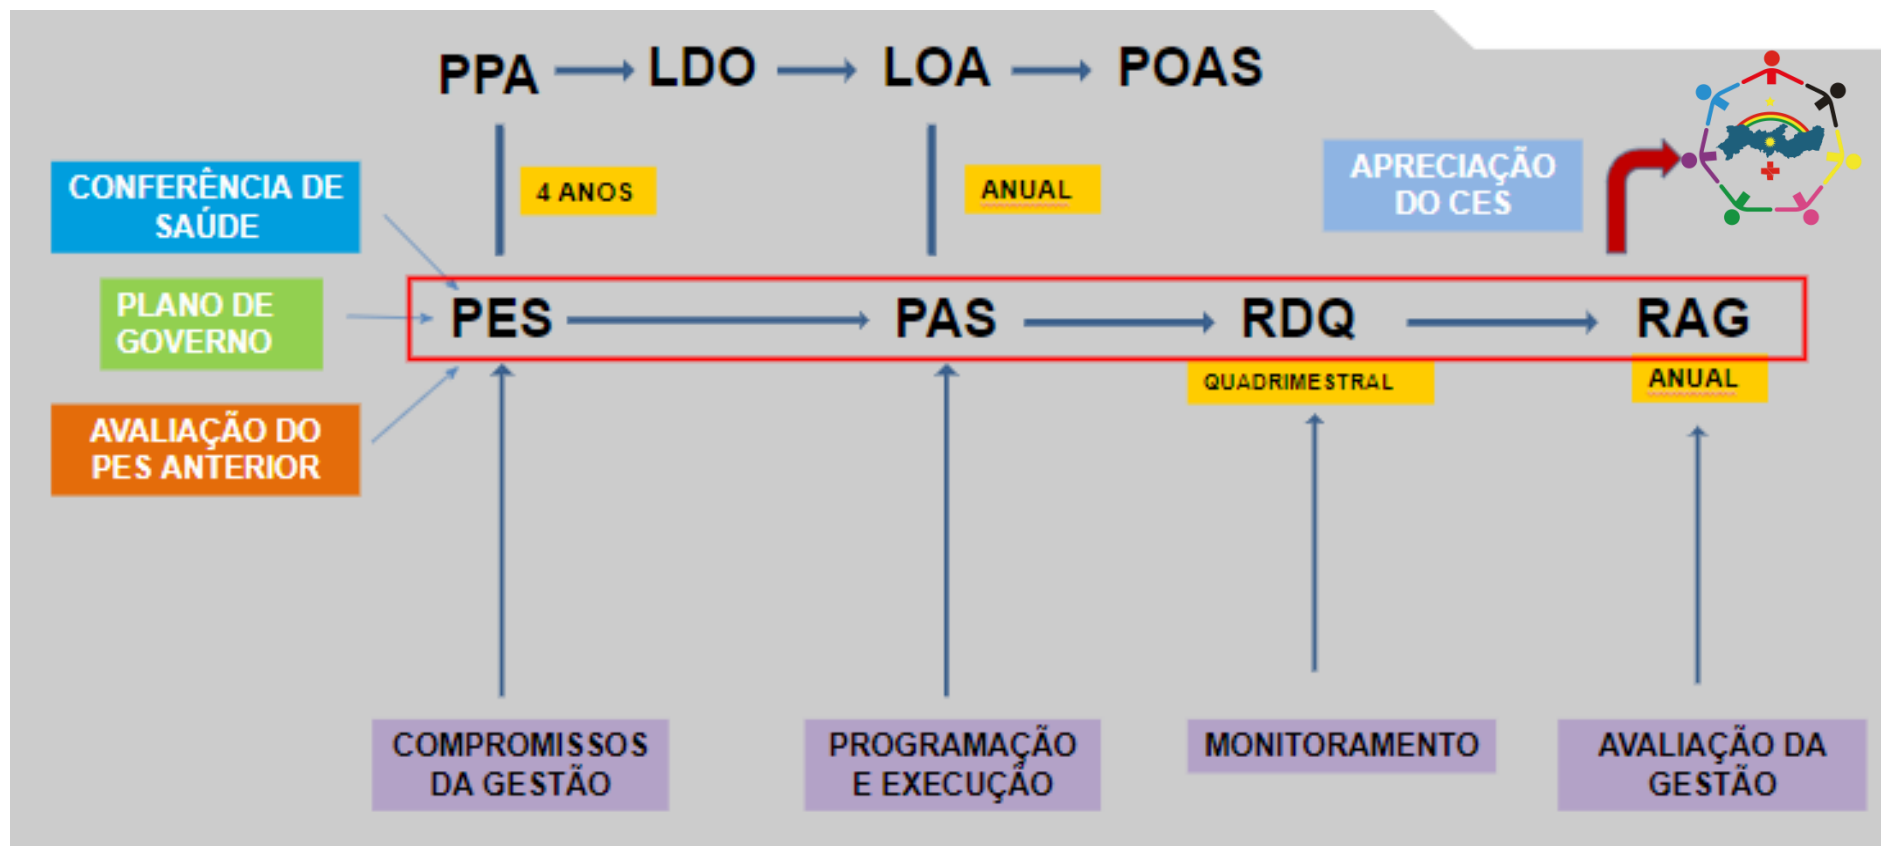 PPA
LDO
LOA
POAS
CONFERÊNCIA DE
SAÚDE
4 ANOS
ANUAL
APRECIAÇÃO
DO CES
PLANO DE
GOVERNO
PES
PAS
RDQ
RAG
QUADRIMESTRAL
ANUAL
AVALIAÇÃO DO
PES ANTERIOR
COMPROMISSOS
DA GESTÃO
PROGRAMAÇÃO
E EXECUÇÃO
MONITORAMENTO
AVALIAÇÃO DA
GESTÃO